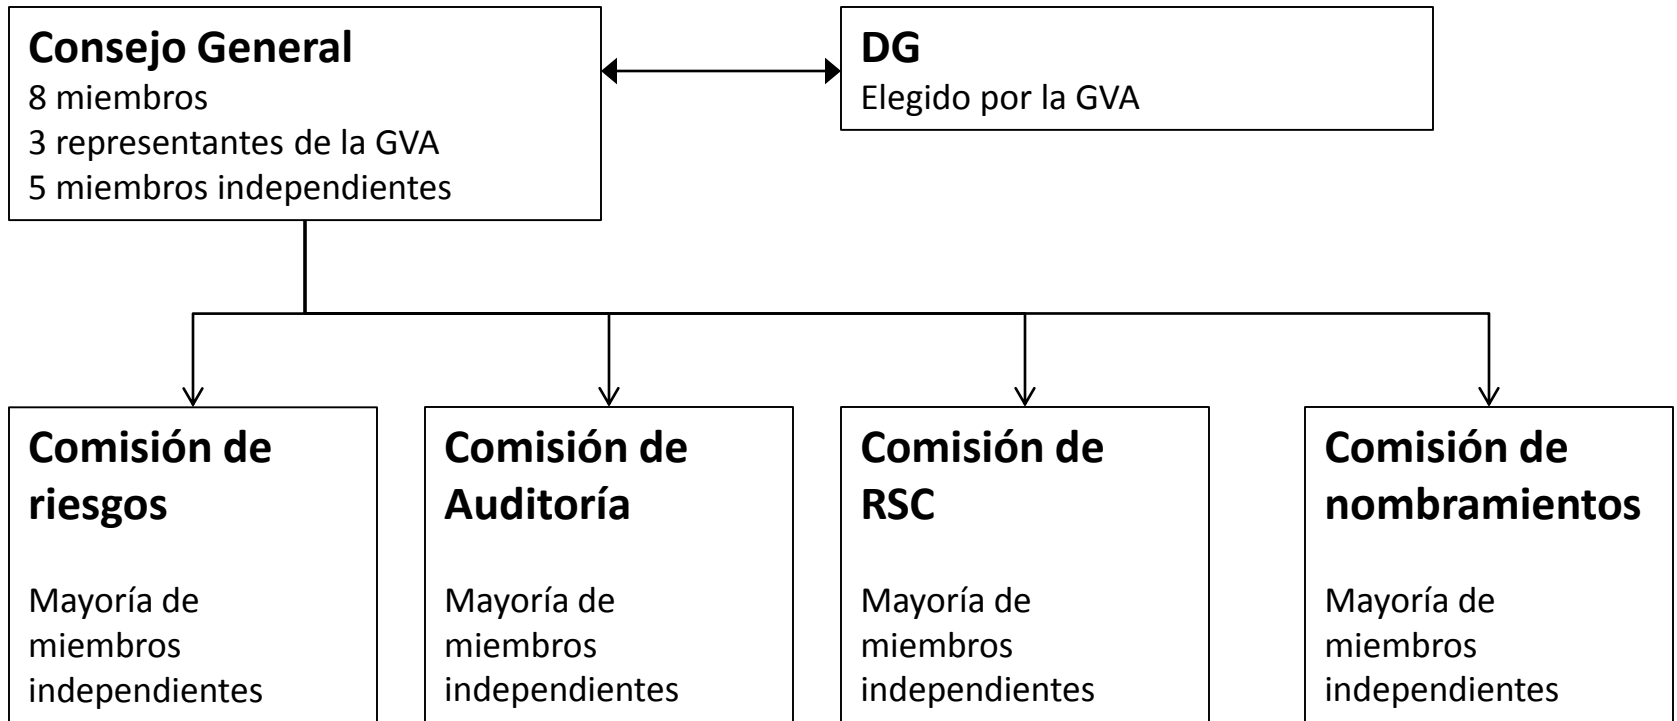 Consejo General
8 miembros
3 representantes de la GVA
5 miembros independientes
DG
Elegido por la GVA
Comisión de
riesgos
Mayoría de
miembros
independientes
Comisión de
Auditoría
Mayoría de
miembros
independientes
Comisión de
RSC
Mayoría de
miembros
independientes
Comisión de
nombramientos
Mayoría de
miembros
independientes